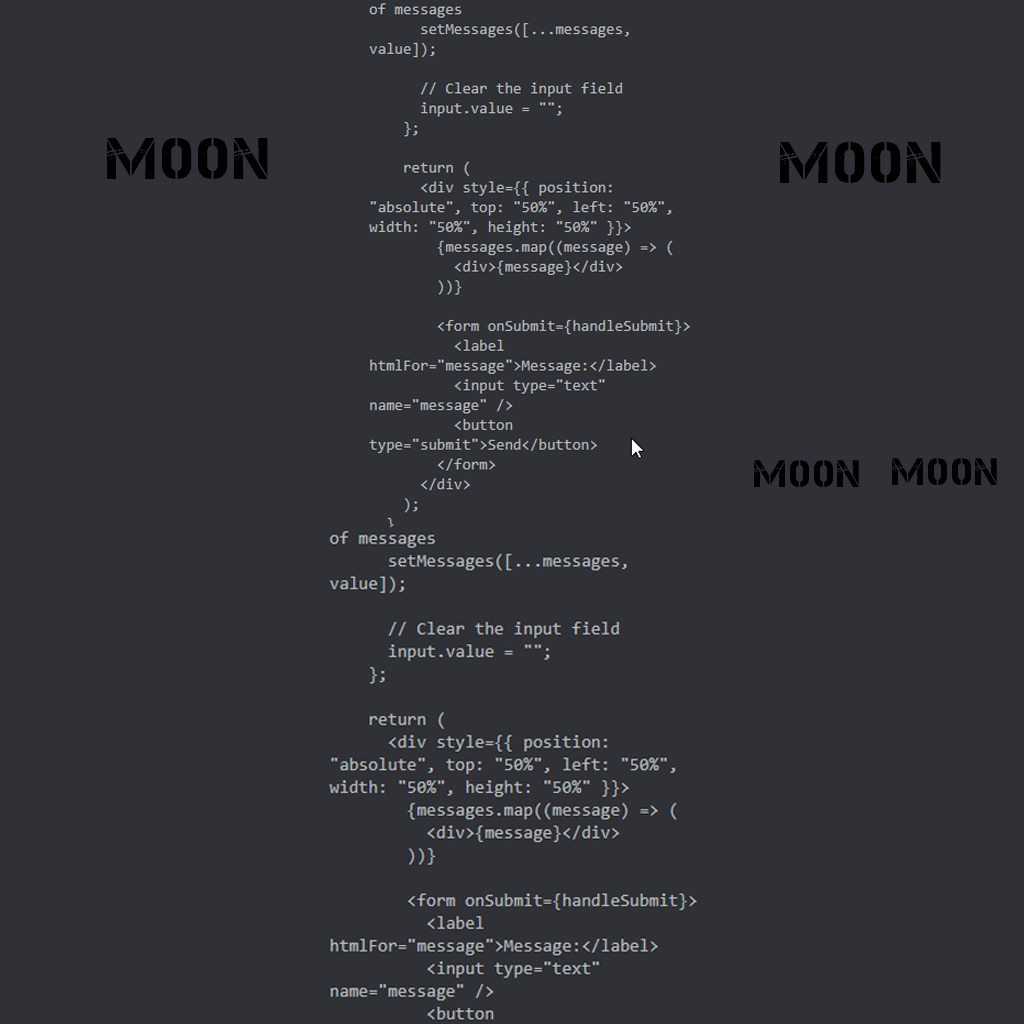 of messages
setMessages([...messages,
value]);
// Clear the input field
input.value = "";
};
MOON
MOON
return (
<div style={{ position:
"absolute", top: "50%", left: "50%",
width: "50%", height: "50%" }}>
{messages.map((message) => (
<div>{message}</div>
))}
<form onSubmit={handleSubmit}>
<label
htmlFor="message">Message:</label>
<input type="text"
name="message" />
<button
type="submit">Send</button>
</form>
MOON MOON
</div>
);
}
of messages
setMessages([...messages,
value]);
// Clear the input field
input.value = "";
};
return (
<div style={{ position:
"absolute", top: "50%", left: "50%",
width: "50%", height: "50%" }}>
{messages.map((message) => (
<div>{message}</div>
))}
<form onSubmit={handleSubmit}>
<label
htmlFor="message">Message:</label>
<input type="text"
name="message" />
<button